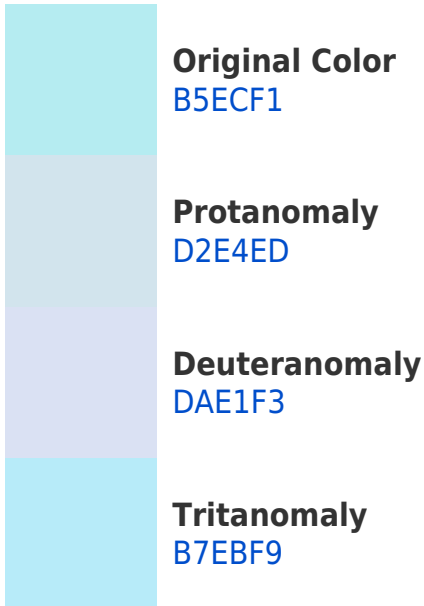 Original Color
B5ECF1
Protanomaly
D2E4ED
Deuteranomaly
DAE1F3
Tritanomaly
B7EBF9